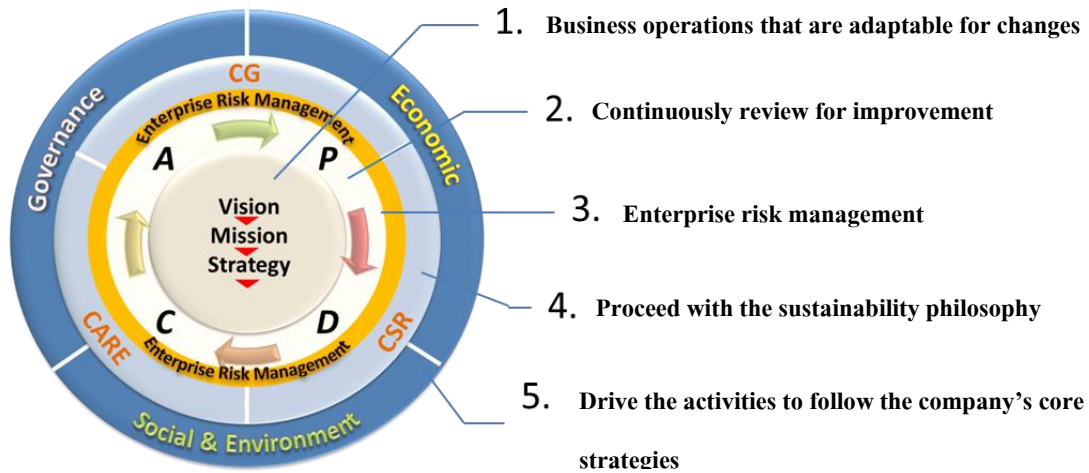 1. Business operations that are adaptable for changes
2. Continuously review for improvement
3. Enterprise risk management
4. Proceed with the sustainability philosophy
5. Drive the activities to follow the company’s core
strategies
Governance
Economic
Social & Environment
CG
CSR
CARE
Enterprise Risk Management
Enterprise Risk Management
A
P
D
C
Vision
Mission
Strategy